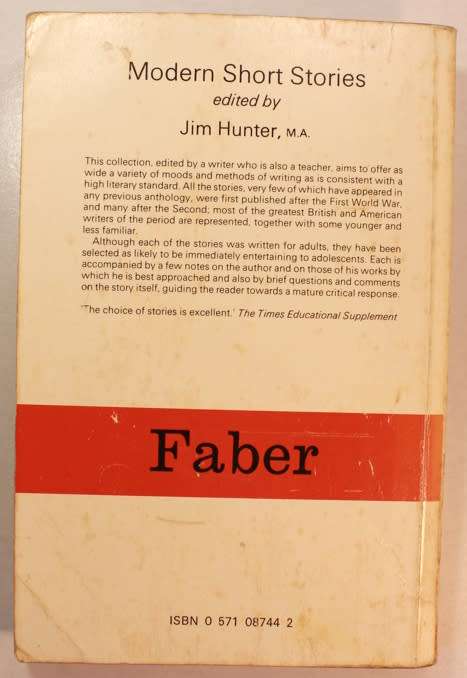 Modern Short Stories
edited by
Jim Hunter, M.A.
This collection, edited by a writer who is also a teacher, aims to offer as
wide a variety of moods and methods of writing as is consistent with a
high literary standard. All the stories, very few of which have appeared in
any previous anthology, were first published after the First World War,
and many after the Second; most of the greatest British and American
writers of the period are represented, together with some younger and
less familiar.
Although each of the stories was written for adults, they have been
selected as likely to be immediately entertaining to adolescents. Each is
accompanied by a few notes on the author and on those of his works by
which he is best approached and also by brief questions and comments
on the story itself, guiding the reader towards a mature critical response.
'The choice of stories is excellent.' The Times Educational Supplement
Faber
ISBN 0 571 08744 2